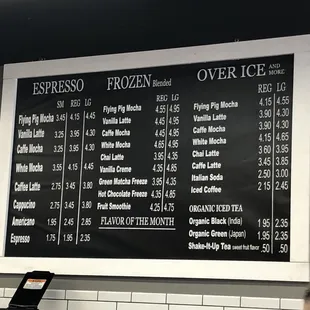 ESPRESSO
SM REG LG
Flying Pig Mocha 3.45 4.15 4.45
Vanilla Latte 3.25 3.95 4.30
Caffe Mocha 3.25 3.95 4.30
White Mocha 3.55 4.15 4.45
Coffee Latte 2.75 3.45 3.80
Cappucino 2.75 3.45 3.80
Americano 1.95 2.45 2.85
Espresso 1.75 1.95 2.35
FROZEN Blended
REG LG
Flying Pig Mocha 4.55 4.95
Vanilla Latte 4.45 4.95
Caffe Mocha 4.45 4.95
White Mocha 4.65 4.95
Chai Latte 3.95 4.35
Vanilla Creme 4.35 4.85
Green Matcha Freeze 3.95 4.35
Hot Chocolate Freeze 4.35 4.85
Fruit Smoothie 4.25 4.75
FLAVOR OF THE MONTH
OVER ICE AND MORE
REG LG
Flying Pig Mocha 4.15 4.55
Vanilla Latte 3.90 4.30
Caffe Mocha 3.90 4.30
White Mocha 4.15 4.65
Chai Latte 3.60 3.95
Caffe Latte 3.45 3.85
Italian Soda 2.50 3.25
Iced Coffee 2.15 2.45
ORGANIC ICED TEA
Organic Black (India) 1.95 2.35
Organic Green (Japan) 1.95 2.35
Shake-It-Up Tea sweet fruit flavor .50 .50